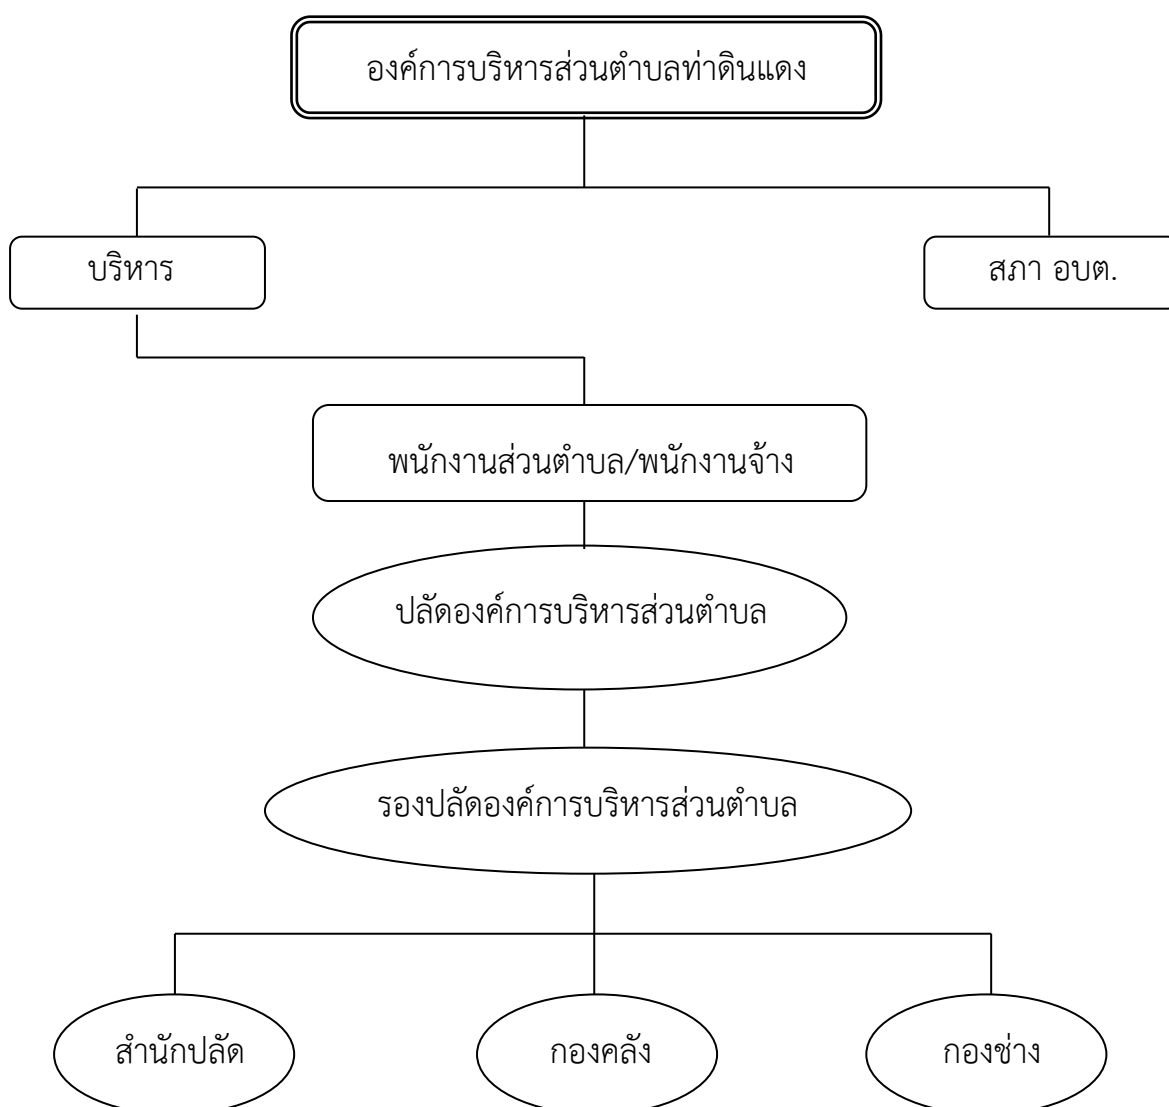 องค์การบริหารส่วนตำบลท่าดินแดง
บริหาร
สภา อบต.
พนักงานส่วนตำบล/พนักงานจ้าง
ปลัดองค์การบริหารส่วนตำบล
รองปลัดองค์การบริหารส่วนตำบล
สำนักปลัด
กองคลัง
กองช่าง